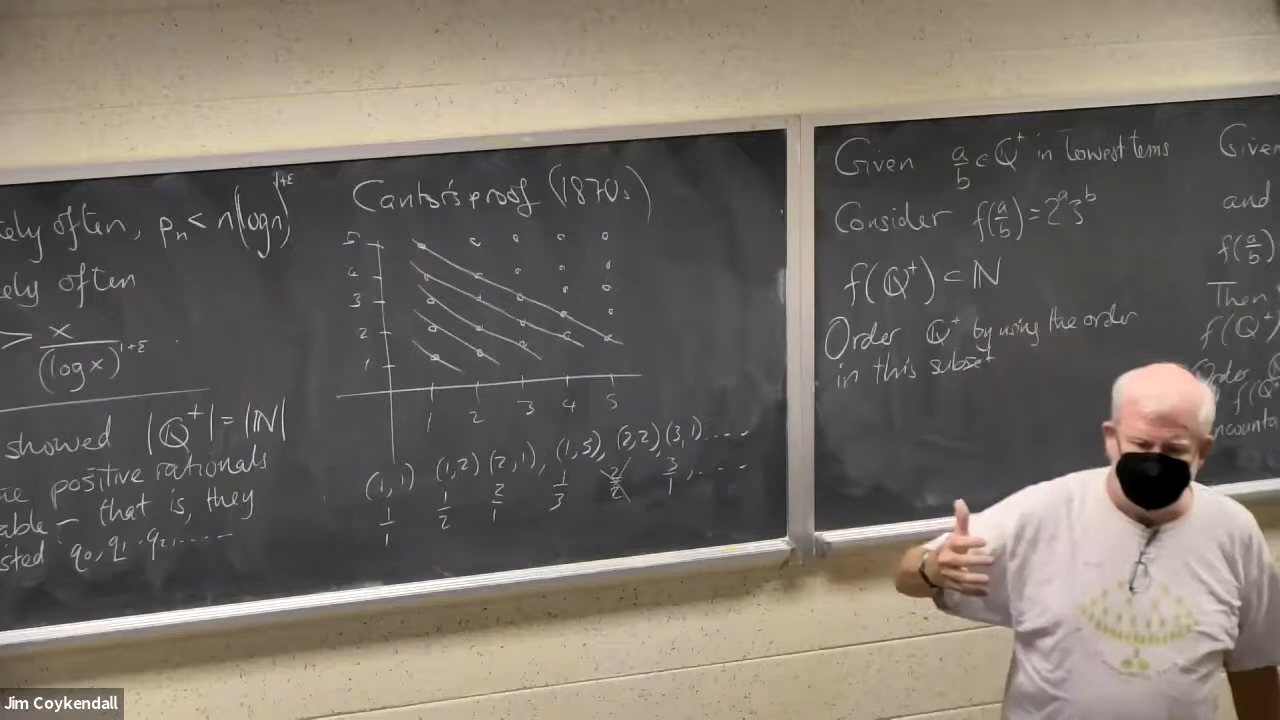 ely often, pₙ < n(log n)^1+ε
ely often
> x/(log x)^1+ε
showed |ℚ⁺| = |ℕ|
positive rationals
able – that is, they
sted q₀, q₁, q₂, ....
Cantor's proof (1870s)
5
4
3
2
1
1 2 3 4 5
(1,1) (1,2) (2,1), (1,3), (2,2) (3,1) ....
1/1 1/2 2/1 1/3 2/2 3/1, ....
Given a/b ∈ ℚ⁺ in lowest terms
Consider f(a/b) = 2^a 3^b
f(ℚ⁺) ⊂ ℕ
Order ℚ⁺ by using the order
in this subset
Given
and
f(a/b)
Then
f(ℚ⁺)
Order
f(ℚ
Jim Coykendall